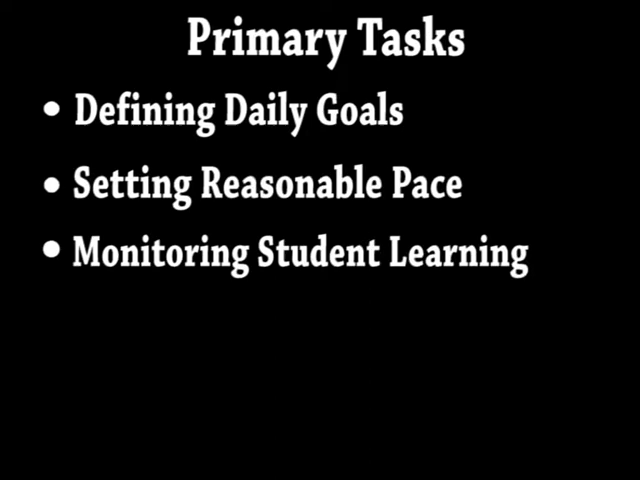 Primary Tasks
• Defining Daily Goals
• Setting Reasonable Pace
• Monitoring Student Learning